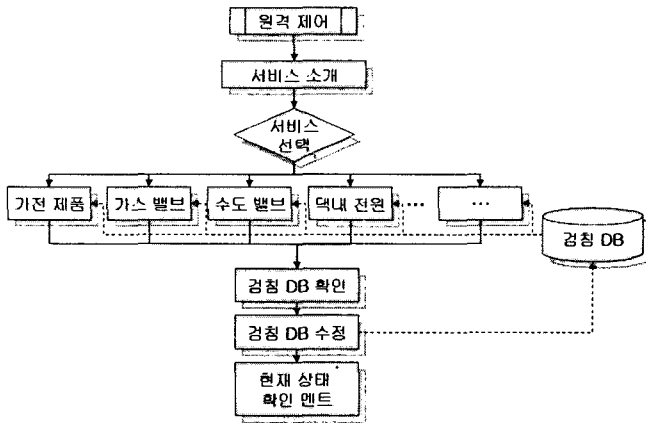 원격 제어
서비스 소개
서비스
선택
가전 제품
가스 밸브
수도 밸브
댁내 전원
...
...
검침 DB
검침 DB 확인
검침 DB 수정
현재 상태
확인 멘트